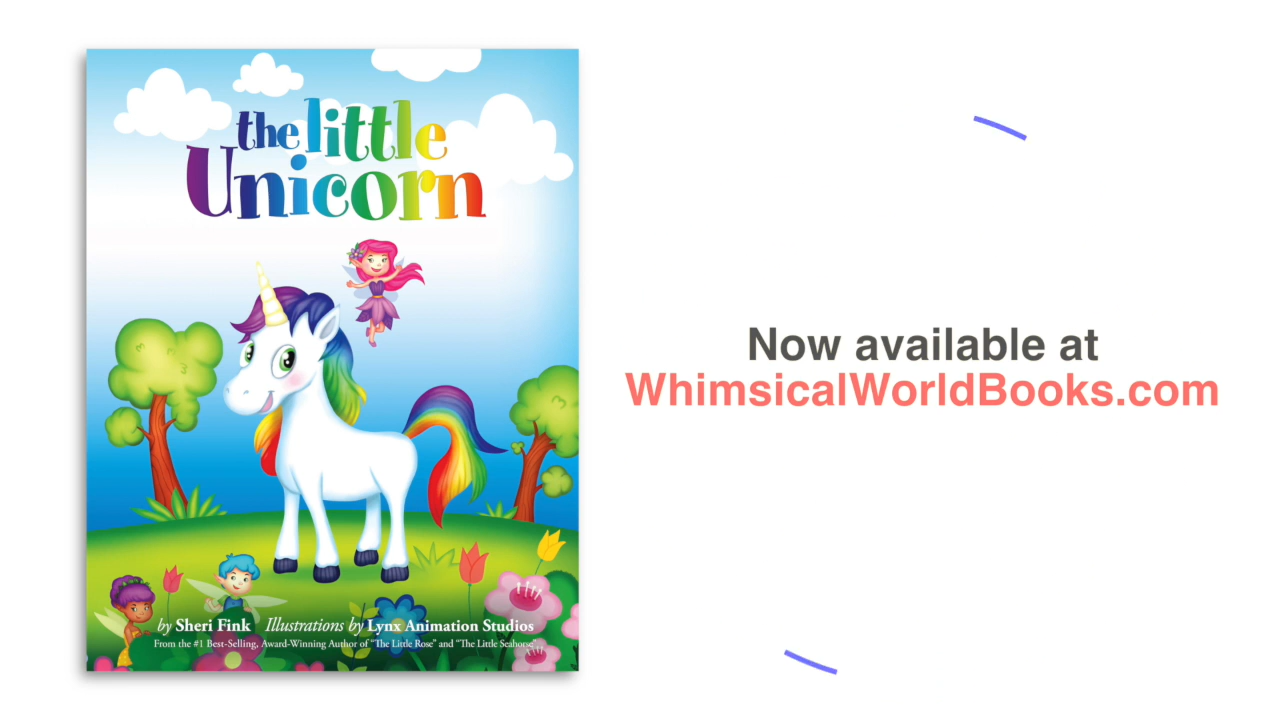 the little
Unicorn
by Sheri Fink Illustrations by Lynx Animation Studios
From the #1 Best-Selling, Award-Winning Author of "The Little Rose" and "The Little Seahorse"
Now available at
WhimsicalWorldBooks.com